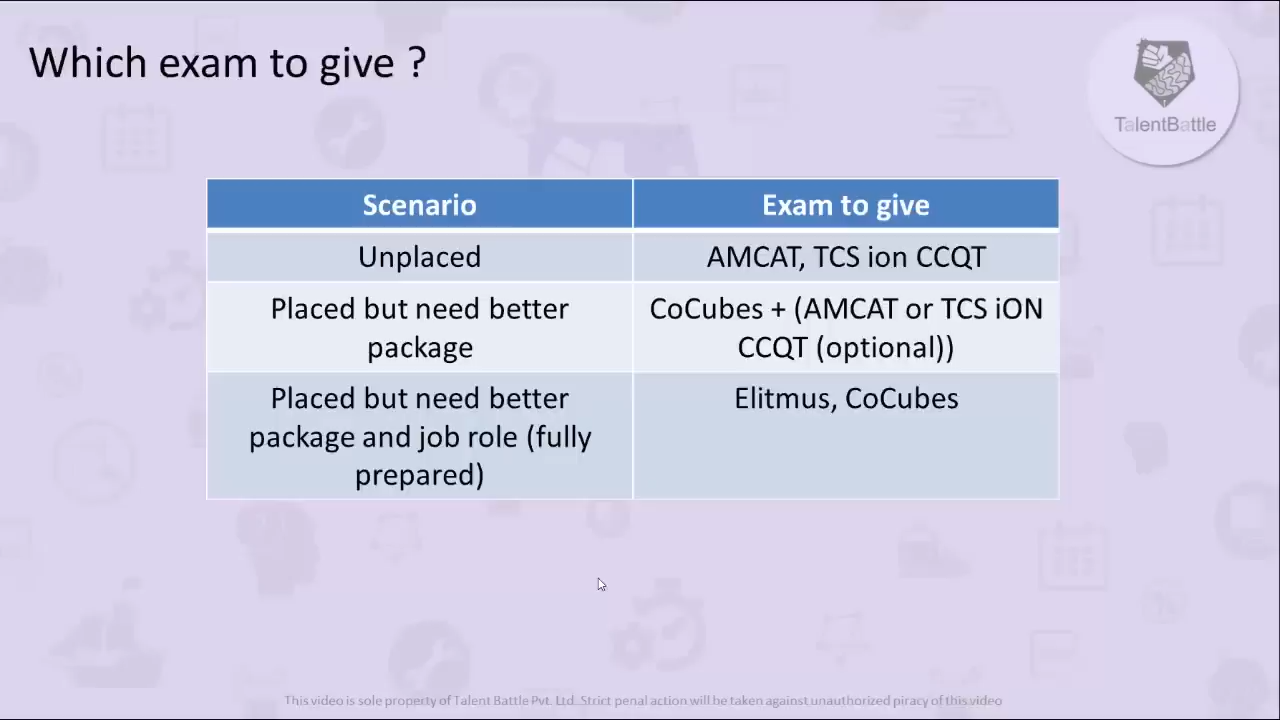 Which exam to give ?
TalentBattle
Scenario
Exam to give
Unplaced
AMCAT, TCS ion CCQT
Placed but need better
package
CoCubes + (AMCAT or TCS iON
CCQT (optional))
Placed but need better
package and job role (fully
prepared)
Elitmus, CoCubes
This video is sole property of Talent Battle Pvt. Ltd. Strict penal action will be taken against unauthorized piracy of this video